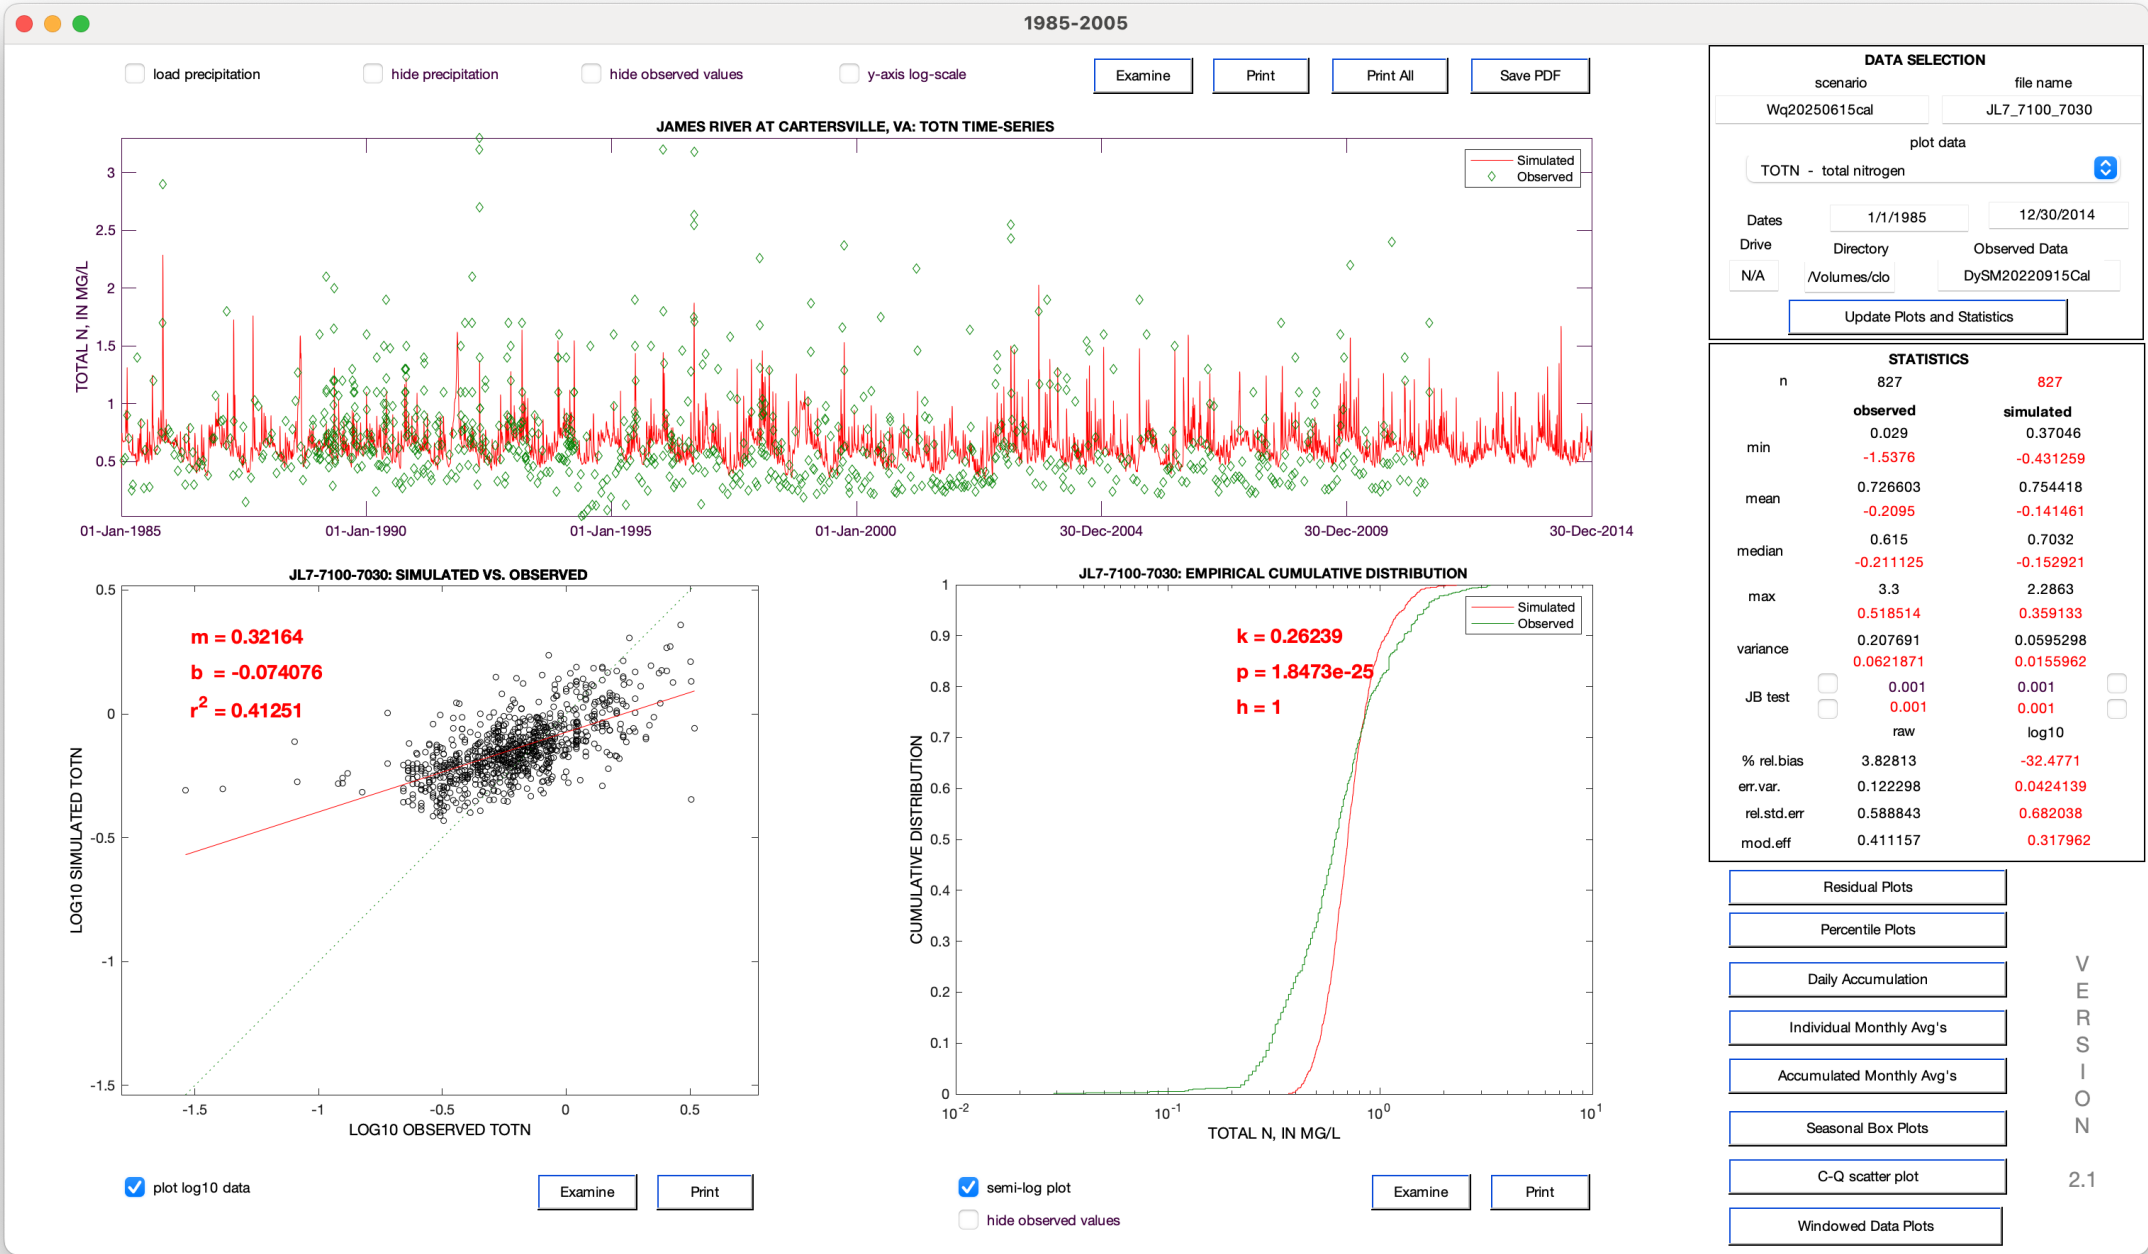 1985-2005
load precipitation
hide precipitation
hide observed values
y-axis log-scale
Examine
Print
Print All
Save PDF
JAMES RIVER AT CARTERSVILLE, VA: TOTN TIME-SERIES
TOTAL N, IN MG/L
3
2.5
2
1.5
1
0.5
Simulated
Observed
01-Jan-1985
01-Jan-1990
01-Jan-1995
01-Jan-2000
30-Dec-2004
30-Dec-2009
30-Dec-2014
JL7-7100-7030: SIMULATED VS. OBSERVED
m = 0.32164
b = -0.074076
r2 = 0.41251
LOG10 SIMULATED TOTN
0.5
0
-0.5
-1
-1.5
-1.5
-1
-0.5
0
0.5
LOG10 OBSERVED TOTN
plot log10 data
Examine
Print
JL7-7100-7030: EMPIRICAL CUMULATIVE DISTRIBUTION
Simulated
Observed
k = 0.26239
p = 1.8473e-25
h = 1
CUMULATIVE DISTRIBUTION
1
0.9
0.8
0.7
0.6
0.5
0.4
0.3
0.2
0.1
0
10-2
10-1
100
101
TOTAL N, IN MG/L
semi-log plot
hide observed values
Examine
Print
DATA SELECTION
scenario file name
Wq20250615cal JL7_7100_7030
plot data
TOTN - total nitrogen
Dates 1/1/1985 12/30/2014
Drive Directory Observed Data
N/A /Volumes/clo DySM20220915Cal
Update Plots and Statistics
STATISTICS
n 827 827
observed simulated
min 0.029 0.37046
-1.5376 -0.431259
mean 0.726603 0.754418
-0.2095 -0.141461
median 0.615 0.7032
-0.211125 -0.152921
max 3.3 2.2863
0.518514 0.359133
variance 0.207691 0.0595298
0.0621871 0.0155962
JB test 0.001 0.001
0.001 0.001
raw log10
% rel.bias 3.82813 -32.4771
err.var. 0.122298 0.0424139
rel.std.err 0.588843 0.682038
mod.eff 0.411157 0.317962
Residual Plots
Percentile Plots
Daily Accumulation
Individual Monthly Avg's
Accumulated Monthly Avg's
Seasonal Box Plots
C-Q scatter plot
Windowed Data Plots
VERSION
2.1